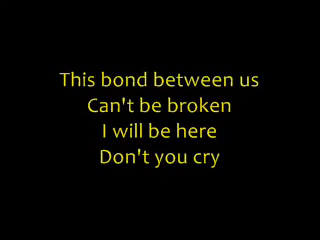 This bond between us
Can't be broken
I will be here
Don't you cry